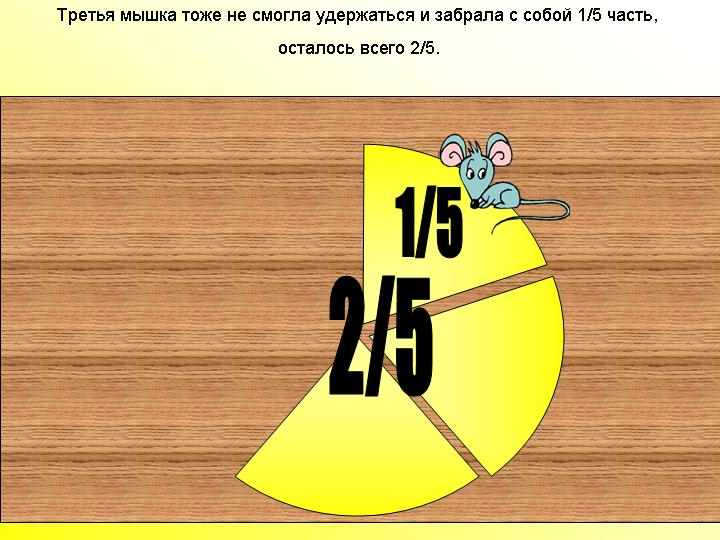 Третья мышка тоже не смогла удержаться и забрала с собой 1/5 часть,
осталось всего 2/5.
1/5
2/5